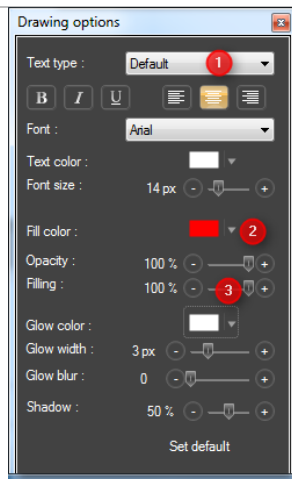 Drawing options
Text type : Default 1
B I U
Font : Arial
Text color :
Font size : 14 px - +
Fill color : 2
Opacity : 100 % - +
Filling : 100 % - 3 +
Glow color :
Glow width : 3 px - +
Glow blur : 0 - +
Shadow : 50 % - +
Set default